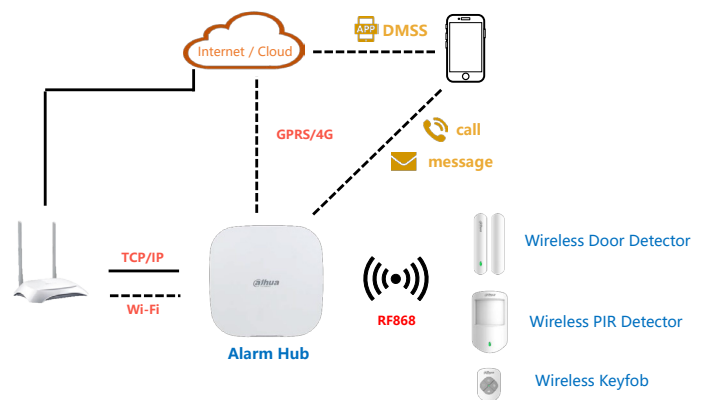 APP DMSS
Internet / Cloud
GPRS/4G
call
message
TCP/IP
Wi-Fi
alhua
RF868
Alarm Hub
Wireless Door Detector
Wireless PIR Detector
Wireless Keyfob